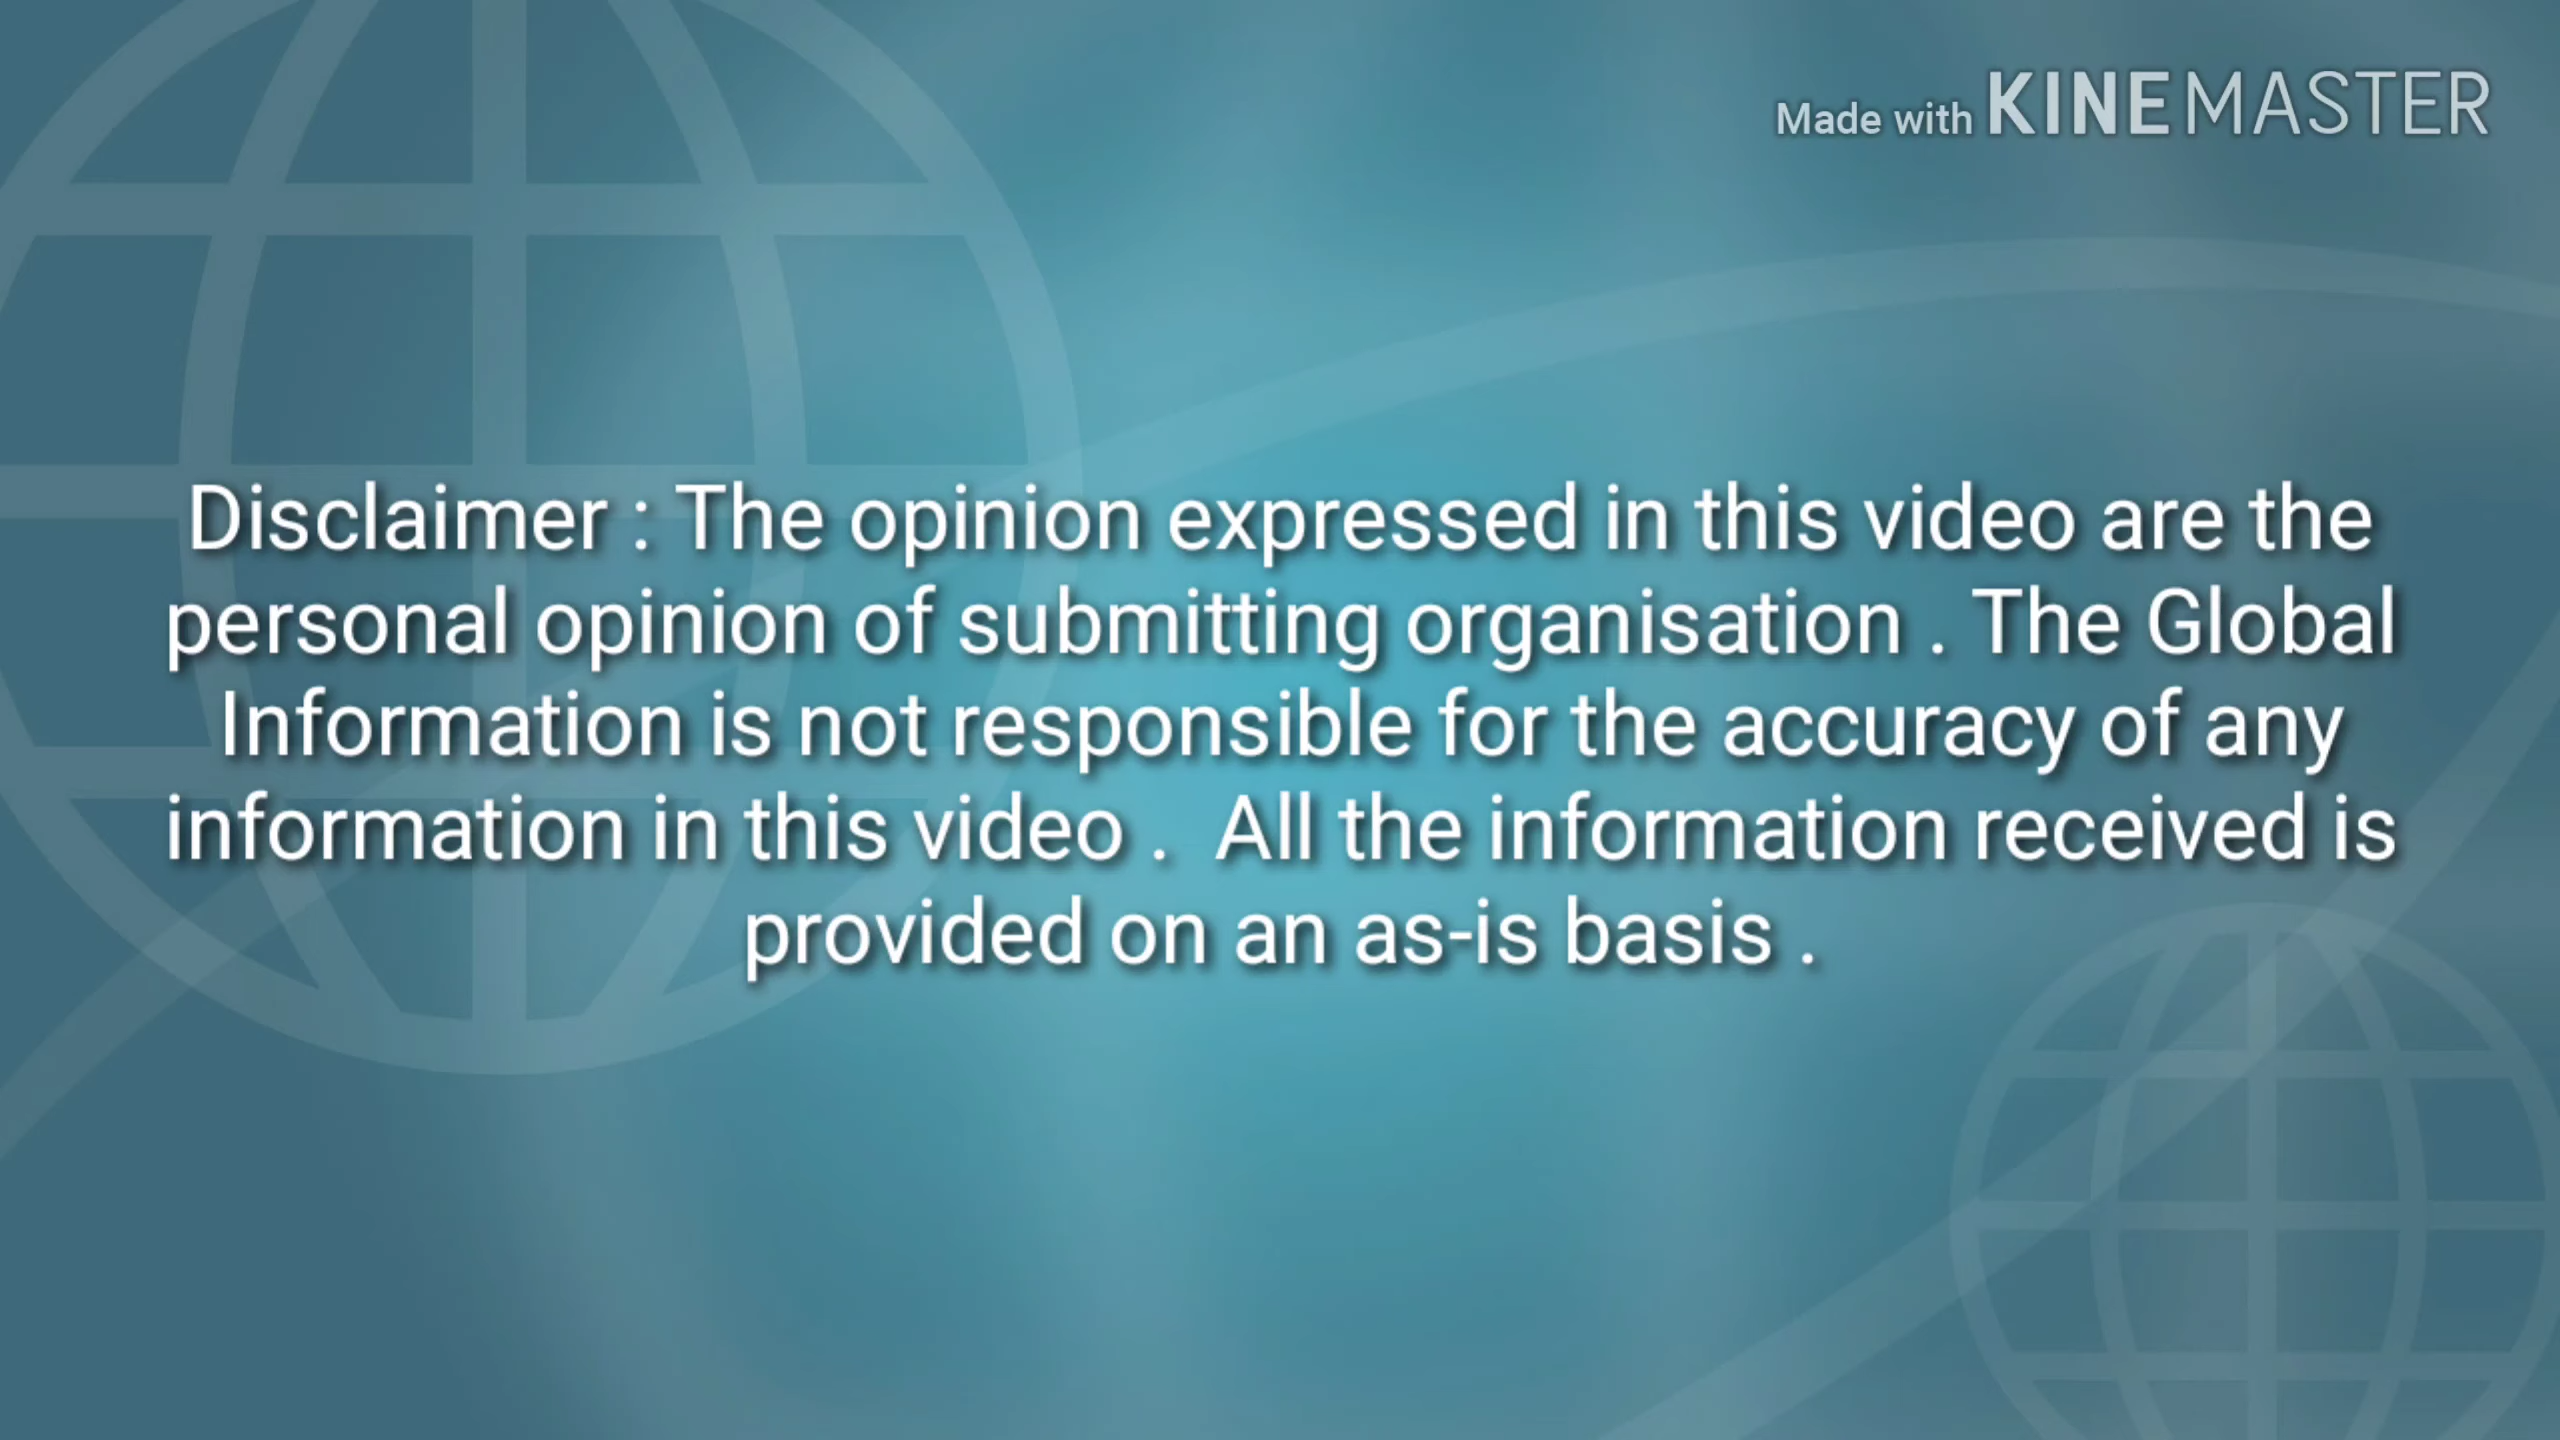 Made with KINEMASTER
Disclaimer : The opinion expressed in this video are the
personal opinion of submitting organisation . The Global
Information is not responsible for the accuracy of any
information in this video .  All the information received is
provided on an as-is basis .